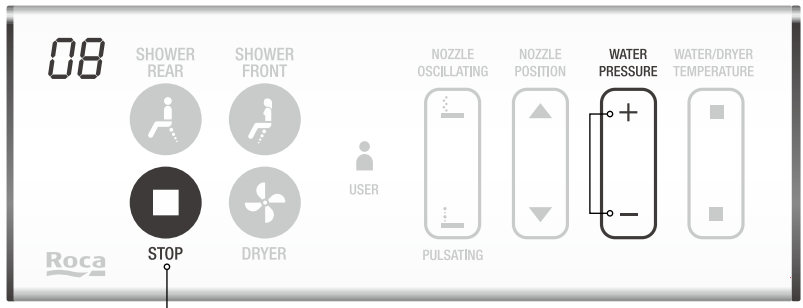 08
SHOWER
REAR
SHOWER
FRONT
NOZZLE
OSCILLATING
NOZZLE
POSITION
WATER
PRESSURE
WATER/DRYER
TEMPERATURE
+
−
USER
STOP
DRYER
PULSATING
Roca